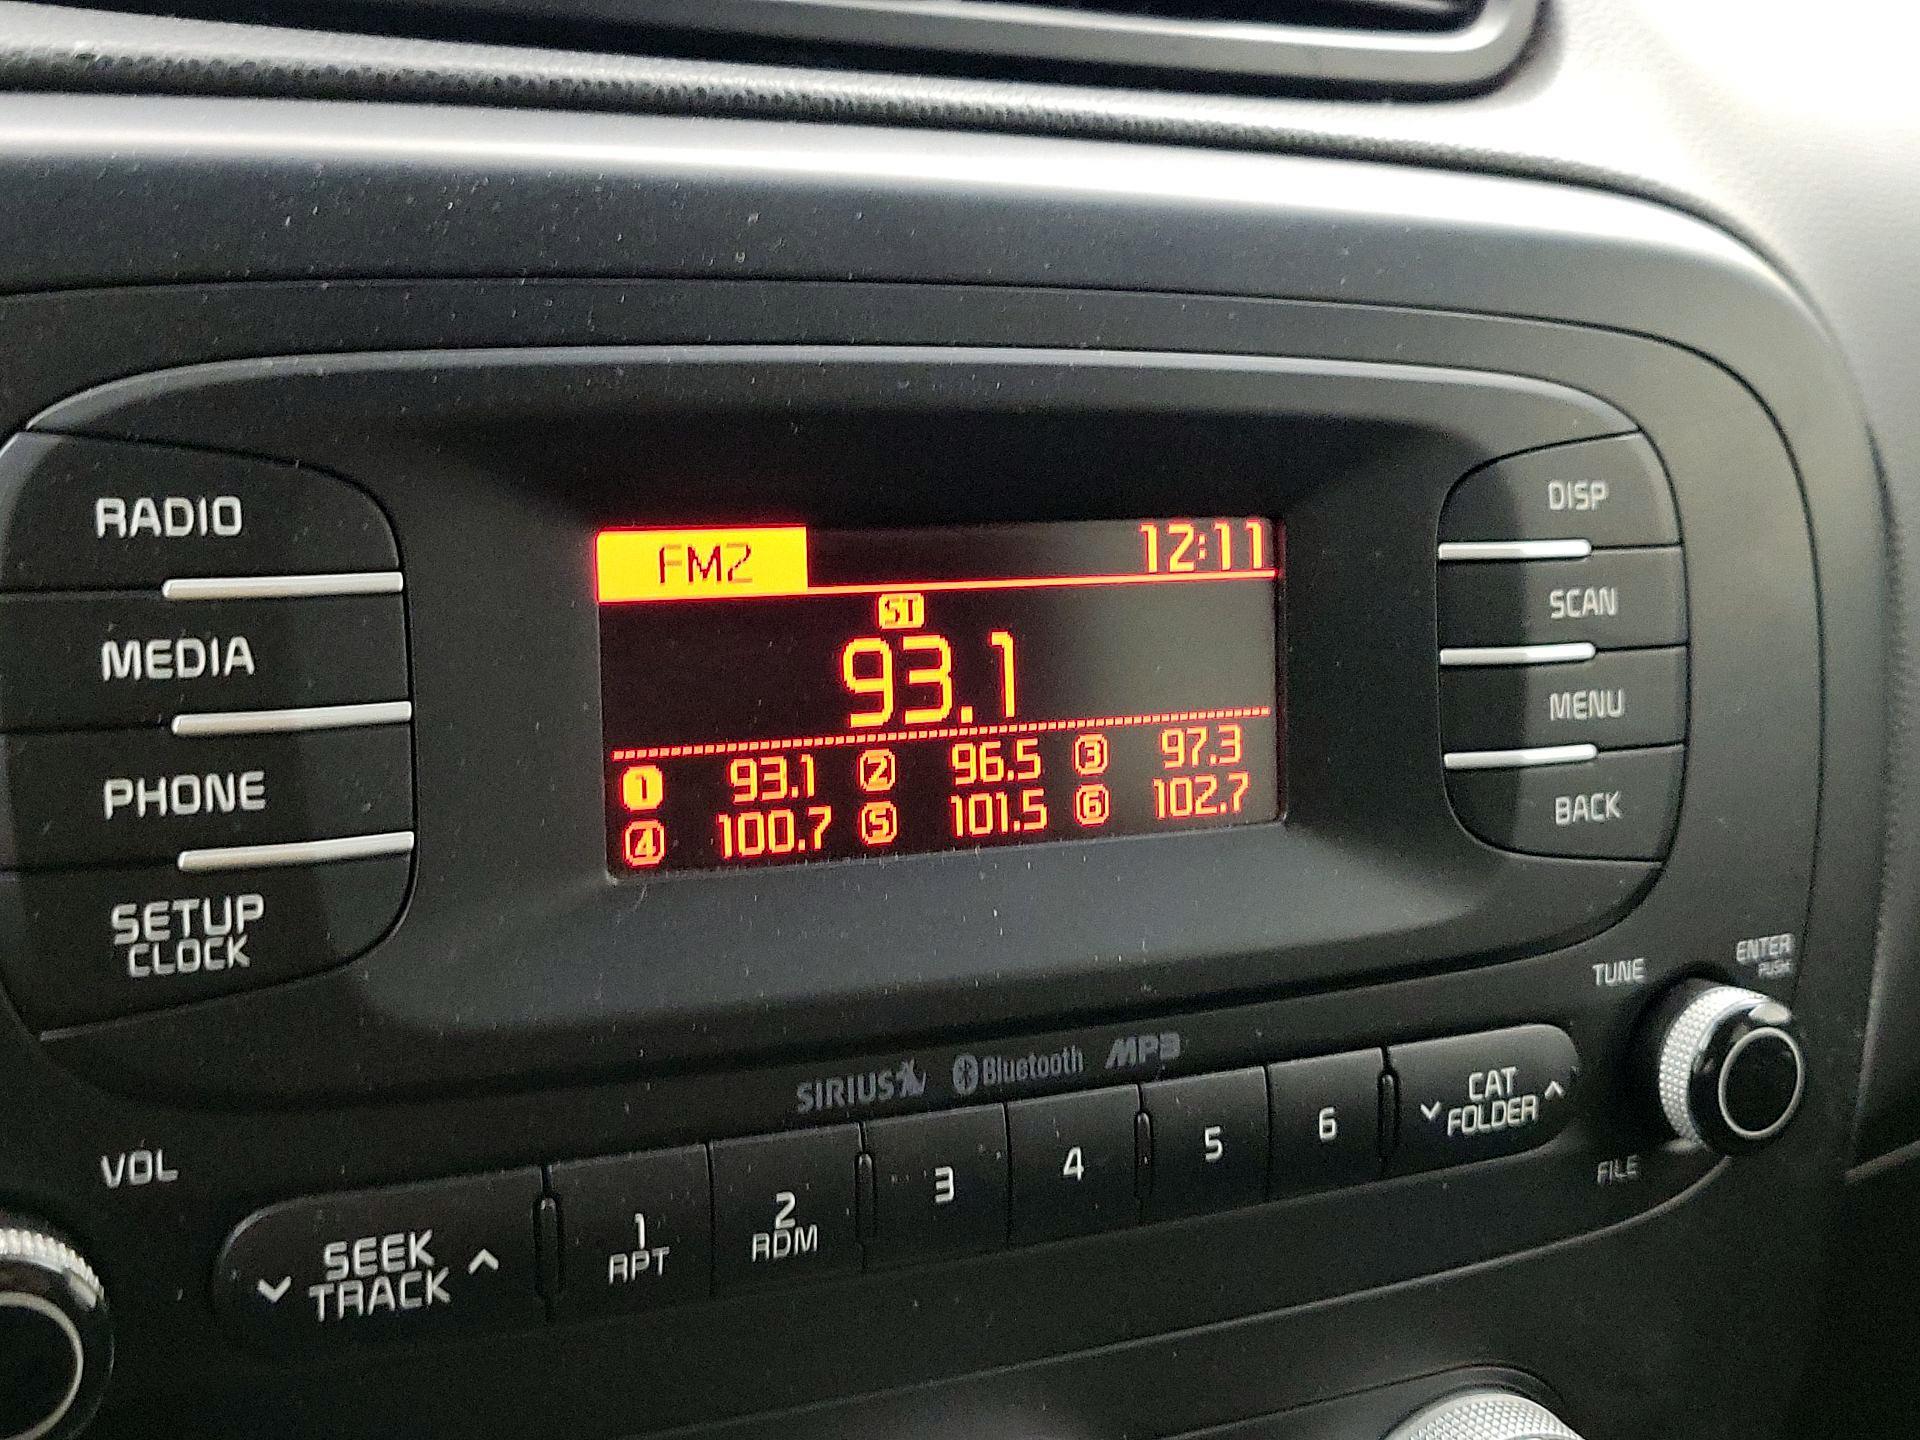 RADIO
MEDIA
PHONE
SETUP
CLOCK
FM2 12:11
ST
93.1
1 93.1 2 96.5 3 97.3
4 100.7 5 101.5 6 102.7
DISP
SCAN
MENU
BACK
TUNE
ENTER
PUSH
FILE
SIRIUS Bluetooth MP3
VOL
SEEK
TRACK
1
RPT
2
RDM
3
4
5
6
CAT
FOLDER